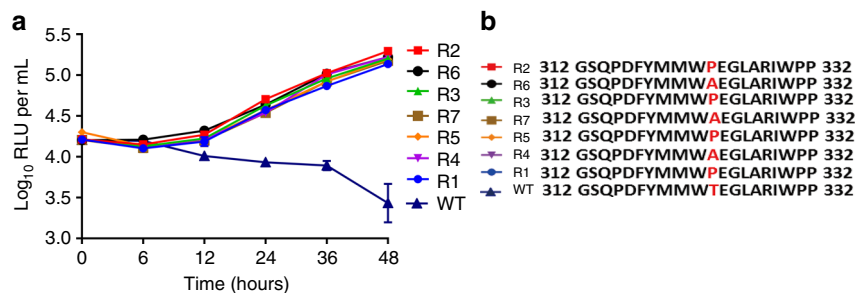 a
b
5.5
5.0
4.5
4.0
3.5
3.0
Log10 RLU per mL
0 6 12 24 36 48
Time (hours)
R2
R6
R3
R7
R5
R4
R1
WT
R2 312 GSQPDFYMMWPEGLARIWPP 332
R6 312 GSQPDFYMMWAEGLARIWPP 332
R3 312 GSQPDFYMMWPEGLARIWPP 332
R7 312 GSQPDFYMMWAEGLARIWPP 332
R5 312 GSQPDFYMMWPEGLARIWPP 332
R4 312 GSQPDFYMMWAEGLARIWPP 332
R1 312 GSQPDFYMMWPEGLARIWPP 332
WT 312 GSQPDFYMMWTEGLARIWPP 332